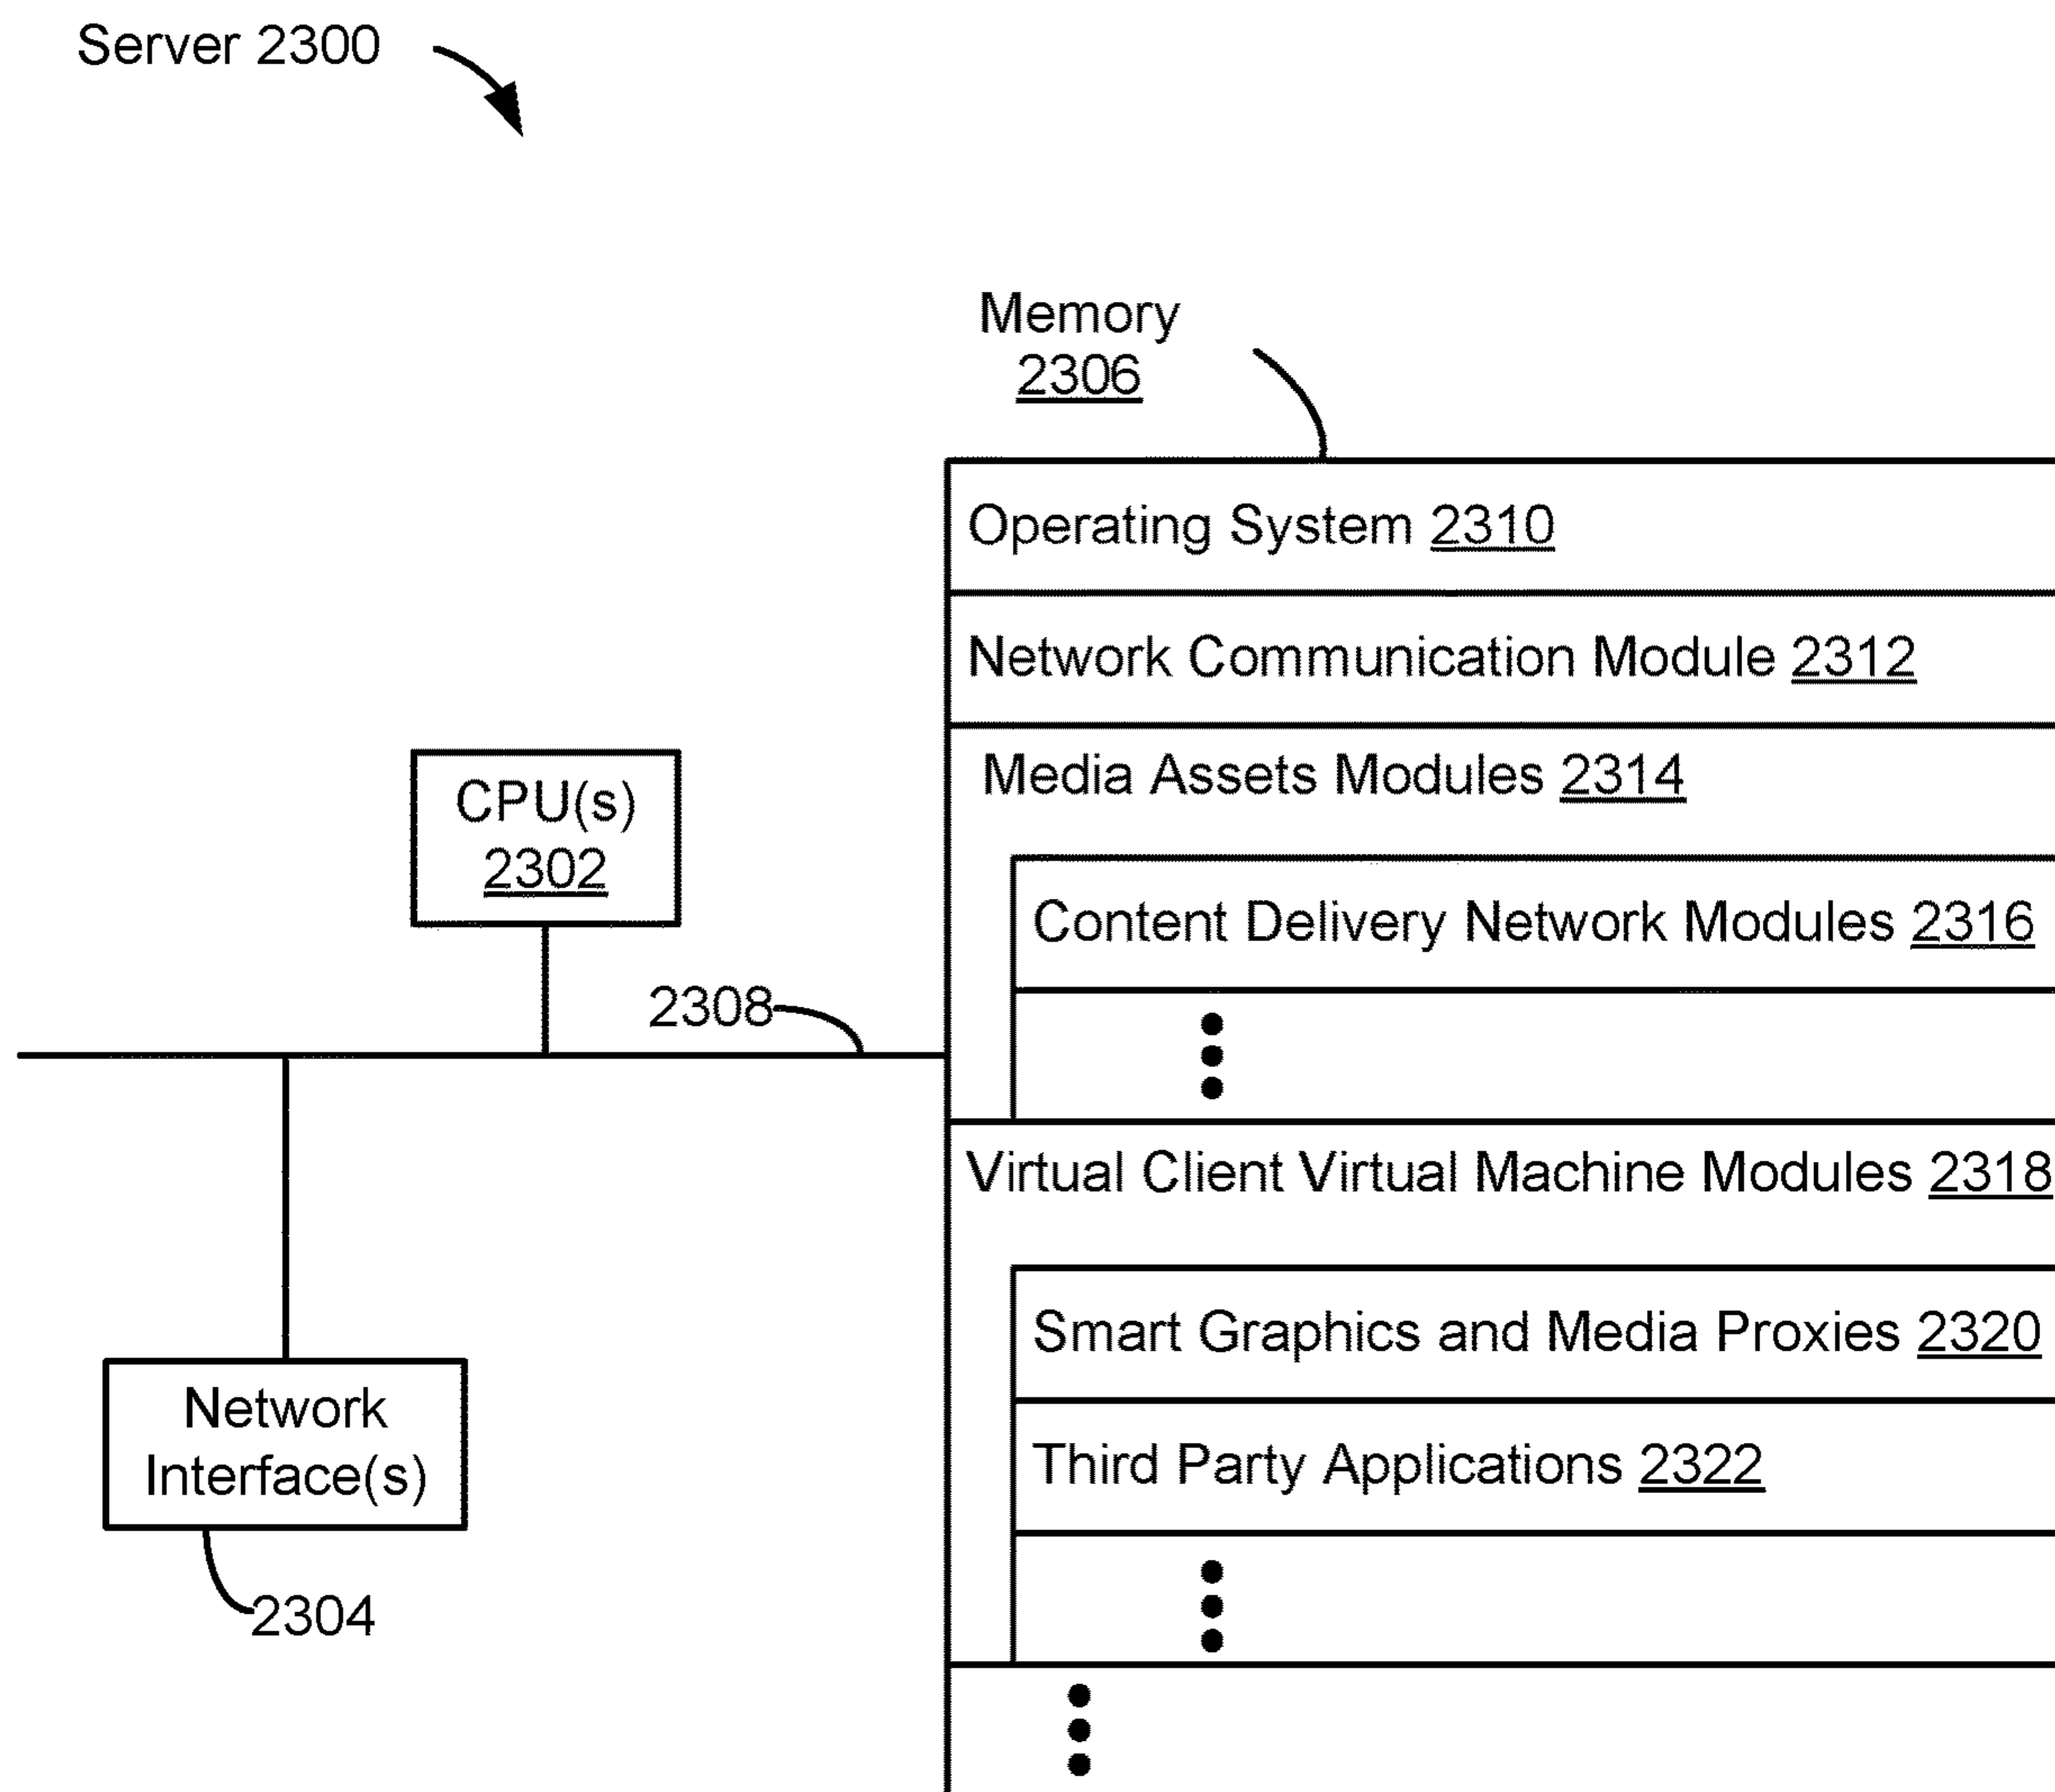 Server 2300
Memory
2306
Operating System 2310
Network Communication Module 2312
Media Assets Modules 2314
CPU(s)
2302
Content Delivery Network Modules 2316
2308
Virtual Client Virtual Machine Modules 2318
Smart Graphics and Media Proxies 2320
Network
Interface(s)
Third Party Applications 2322
2304